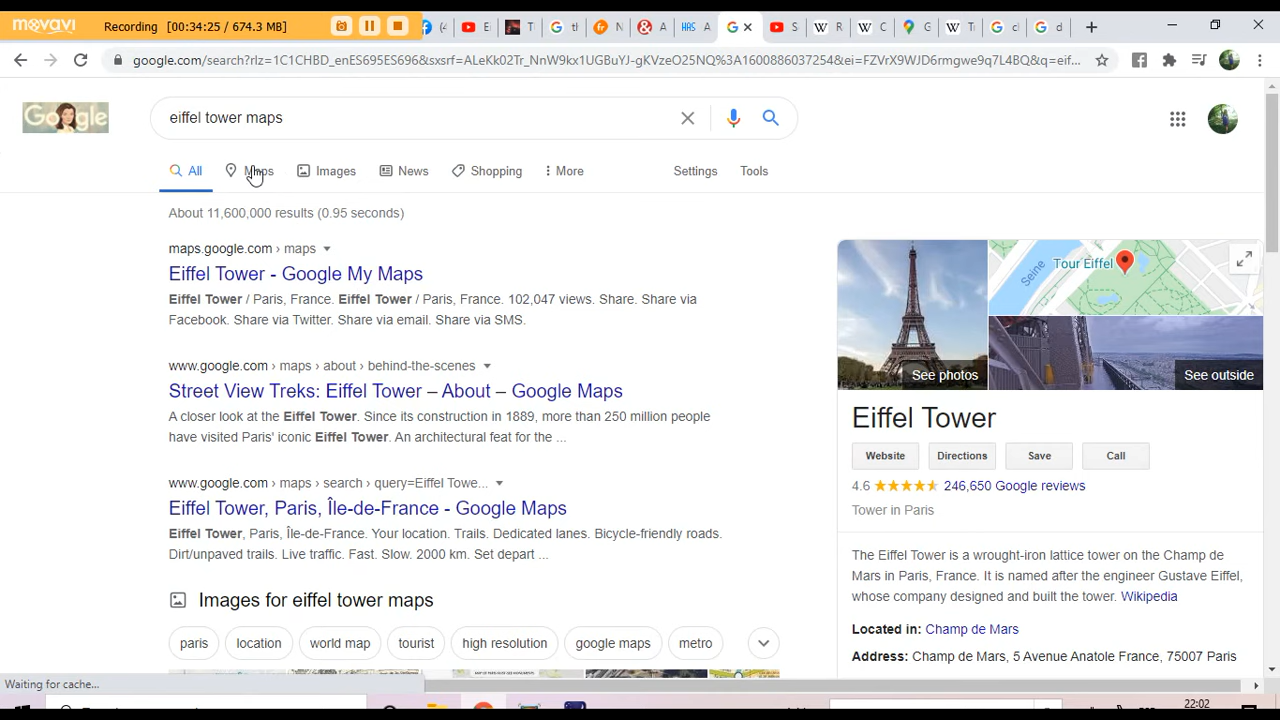 movavi Recording [00:34:25 / 674.3 MB]
google.com/search?rlz=1C1CHBD_enES695ES696&sxsrf=ALeKk02Tr_NnW9kx1UGBuYJ-gKVzeO25NQ%3A1600886037254&ei=FZVrX9WJD6rmgwe9q7L4BQ&q=eif...
Google
eiffel tower maps
All Maps Images News Shopping More Settings Tools
About 11,600,000 results (0.95 seconds)
maps.google.com › maps
Eiffel Tower - Google My Maps
Eiffel Tower / Paris, France. Eiffel Tower / Paris, France. 102,047 views. Share. Share via
Facebook. Share via Twitter. Share via email. Share via SMS.
www.google.com › maps › about › behind-the-scenes
Street View Treks: Eiffel Tower – About – Google Maps
A closer look at the Eiffel Tower. Since its construction in 1889, more than 250 million people
have visited Paris' iconic Eiffel Tower. An architectural feat for the ...
www.google.com › maps › search › query=Eiffel Towe...
Eiffel Tower, Paris, Île-de-France - Google Maps
Eiffel Tower, Paris, Île-de-France. Your location. Trails. Dedicated lanes. Bicycle-friendly roads.
Dirt/unpaved trails. Live traffic. Fast. Slow. 2000 km. Set depart ...
Images for eiffel tower maps
paris location world map tourist high resolution google maps metro
Seine
Tour Eiffel
See photos
See outside
Eiffel Tower
Website Directions Save Call
4.6 246,650 Google reviews
Tower in Paris
The Eiffel Tower is a wrought-iron lattice tower on the Champ de
Mars in Paris, France. It is named after the engineer Gustave Eiffel,
whose company designed and built the tower. Wikipedia
Located in: Champ de Mars
Address: Champ de Mars, 5 Avenue Anatole France, 75007 Paris
Waiting for cache...
22:02